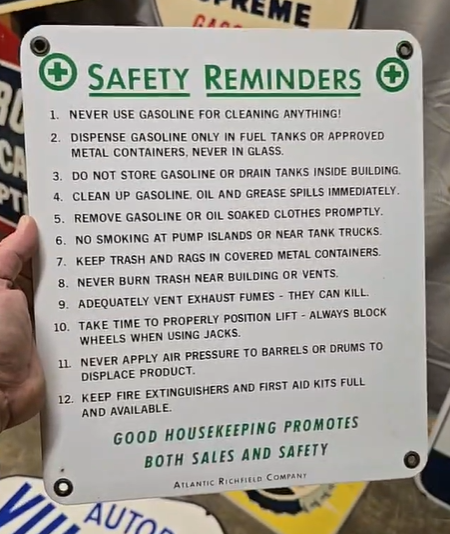 PREME
SAFETY REMINDERS
1. NEVER USE GASOLINE FOR CLEANING ANYTHING!
2. DISPENSE GASOLINE ONLY IN FUEL TANKS OR APPROVED
METAL CONTAINERS, NEVER IN GLASS.
3. DO NOT STORE GASOLINE OR DRAIN TANKS INSIDE BUILDING.
4. CLEAN UP GASOLINE, OIL AND GREASE SPILLS IMMEDIATELY.
5. REMOVE GASOLINE OR OIL SOAKED CLOTHES PROMPTLY.
6. NO SMOKING AT PUMP ISLANDS OR NEAR TANK TRUCKS.
7. KEEP TRASH AND RAGS IN COVERED METAL CONTAINERS.
8. NEVER BURN TRASH NEAR BUILDING OR VENTS.
9. ADEQUATELY VENT EXHAUST FUMES - THEY CAN KILL.
10. TAKE TIME TO PROPERLY POSITION LIFT - ALWAYS BLOCK
WHEELS WHEN USING JACKS.
11. NEVER APPLY AIR PRESSURE TO BARRELS OR DRUMS TO
DISPLACE PRODUCT.
12. KEEP FIRE EXTINGUISHERS AND FIRST AID KITS FULL
AND AVAILABLE.
GOOD HOUSEKEEPING PROMOTES
BOTH SALES AND SAFETY
ATLANTIC RICHFIELD COMPANY
AUTO